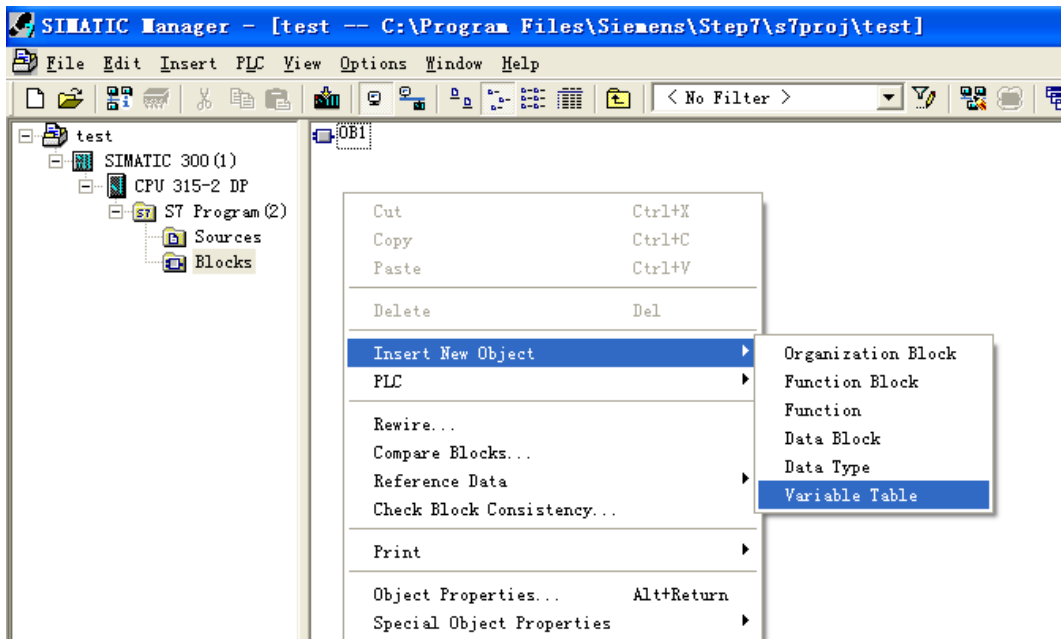 SIMATIC Manager - [test -- C:\Program Files\Siemens\Step7\s7proj\test]
File Edit Insert PLC View Options Window Help
< No Filter >
test
SIMATIC 300(1)
CPU 315-2 DP
S7 Program(2)
Sources
Blocks
OB1
Cut Ctrl+X
Copy Ctrl+C
Paste Ctrl+V
Delete Del
Insert New Object
PLC
Rewire...
Compare Blocks...
Reference Data
Check Block Consistency...
Print
Object Properties... Alt+Return
Special Object Properties
Organization Block
Function Block
Function
Data Block
Data Type
Variable Table